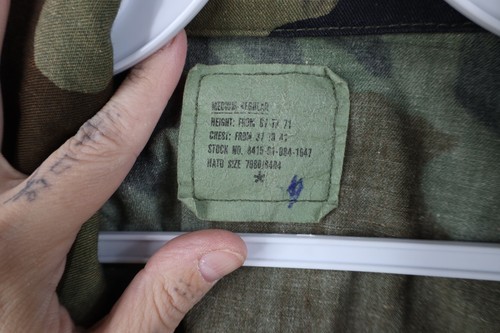 MEDIUM-REGULAR
HEIGHT: FROM 67 TO 71
CHEST: FROM 37 TO 41
STOCK NO. 8415-01-084-1647
NATO SIZE 7080/9404
*